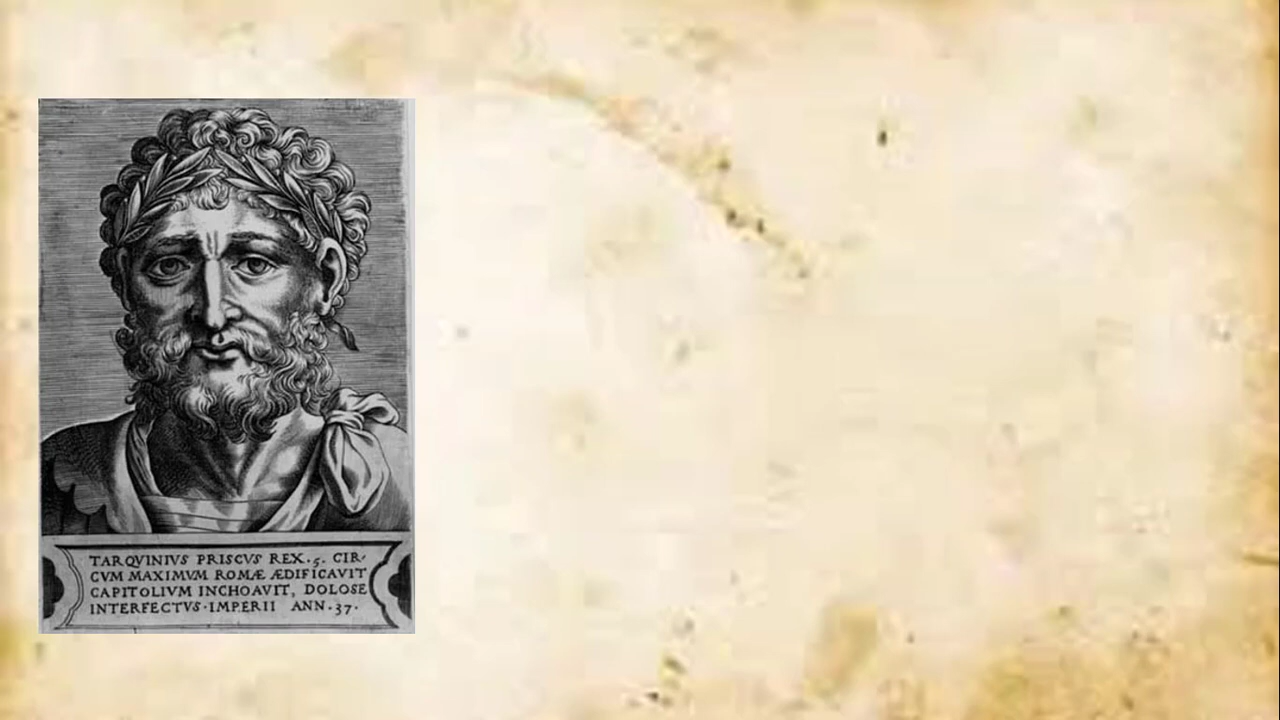 TARQVINIVS PRISCVS REX.5. CIR-
CVM MAXIMVM ROMÆ ÆDIFICAVIT
CAPITOLIVM INCHOAVIT, DOLOSE
INTERFECTVS·IMPERII ANN.37.